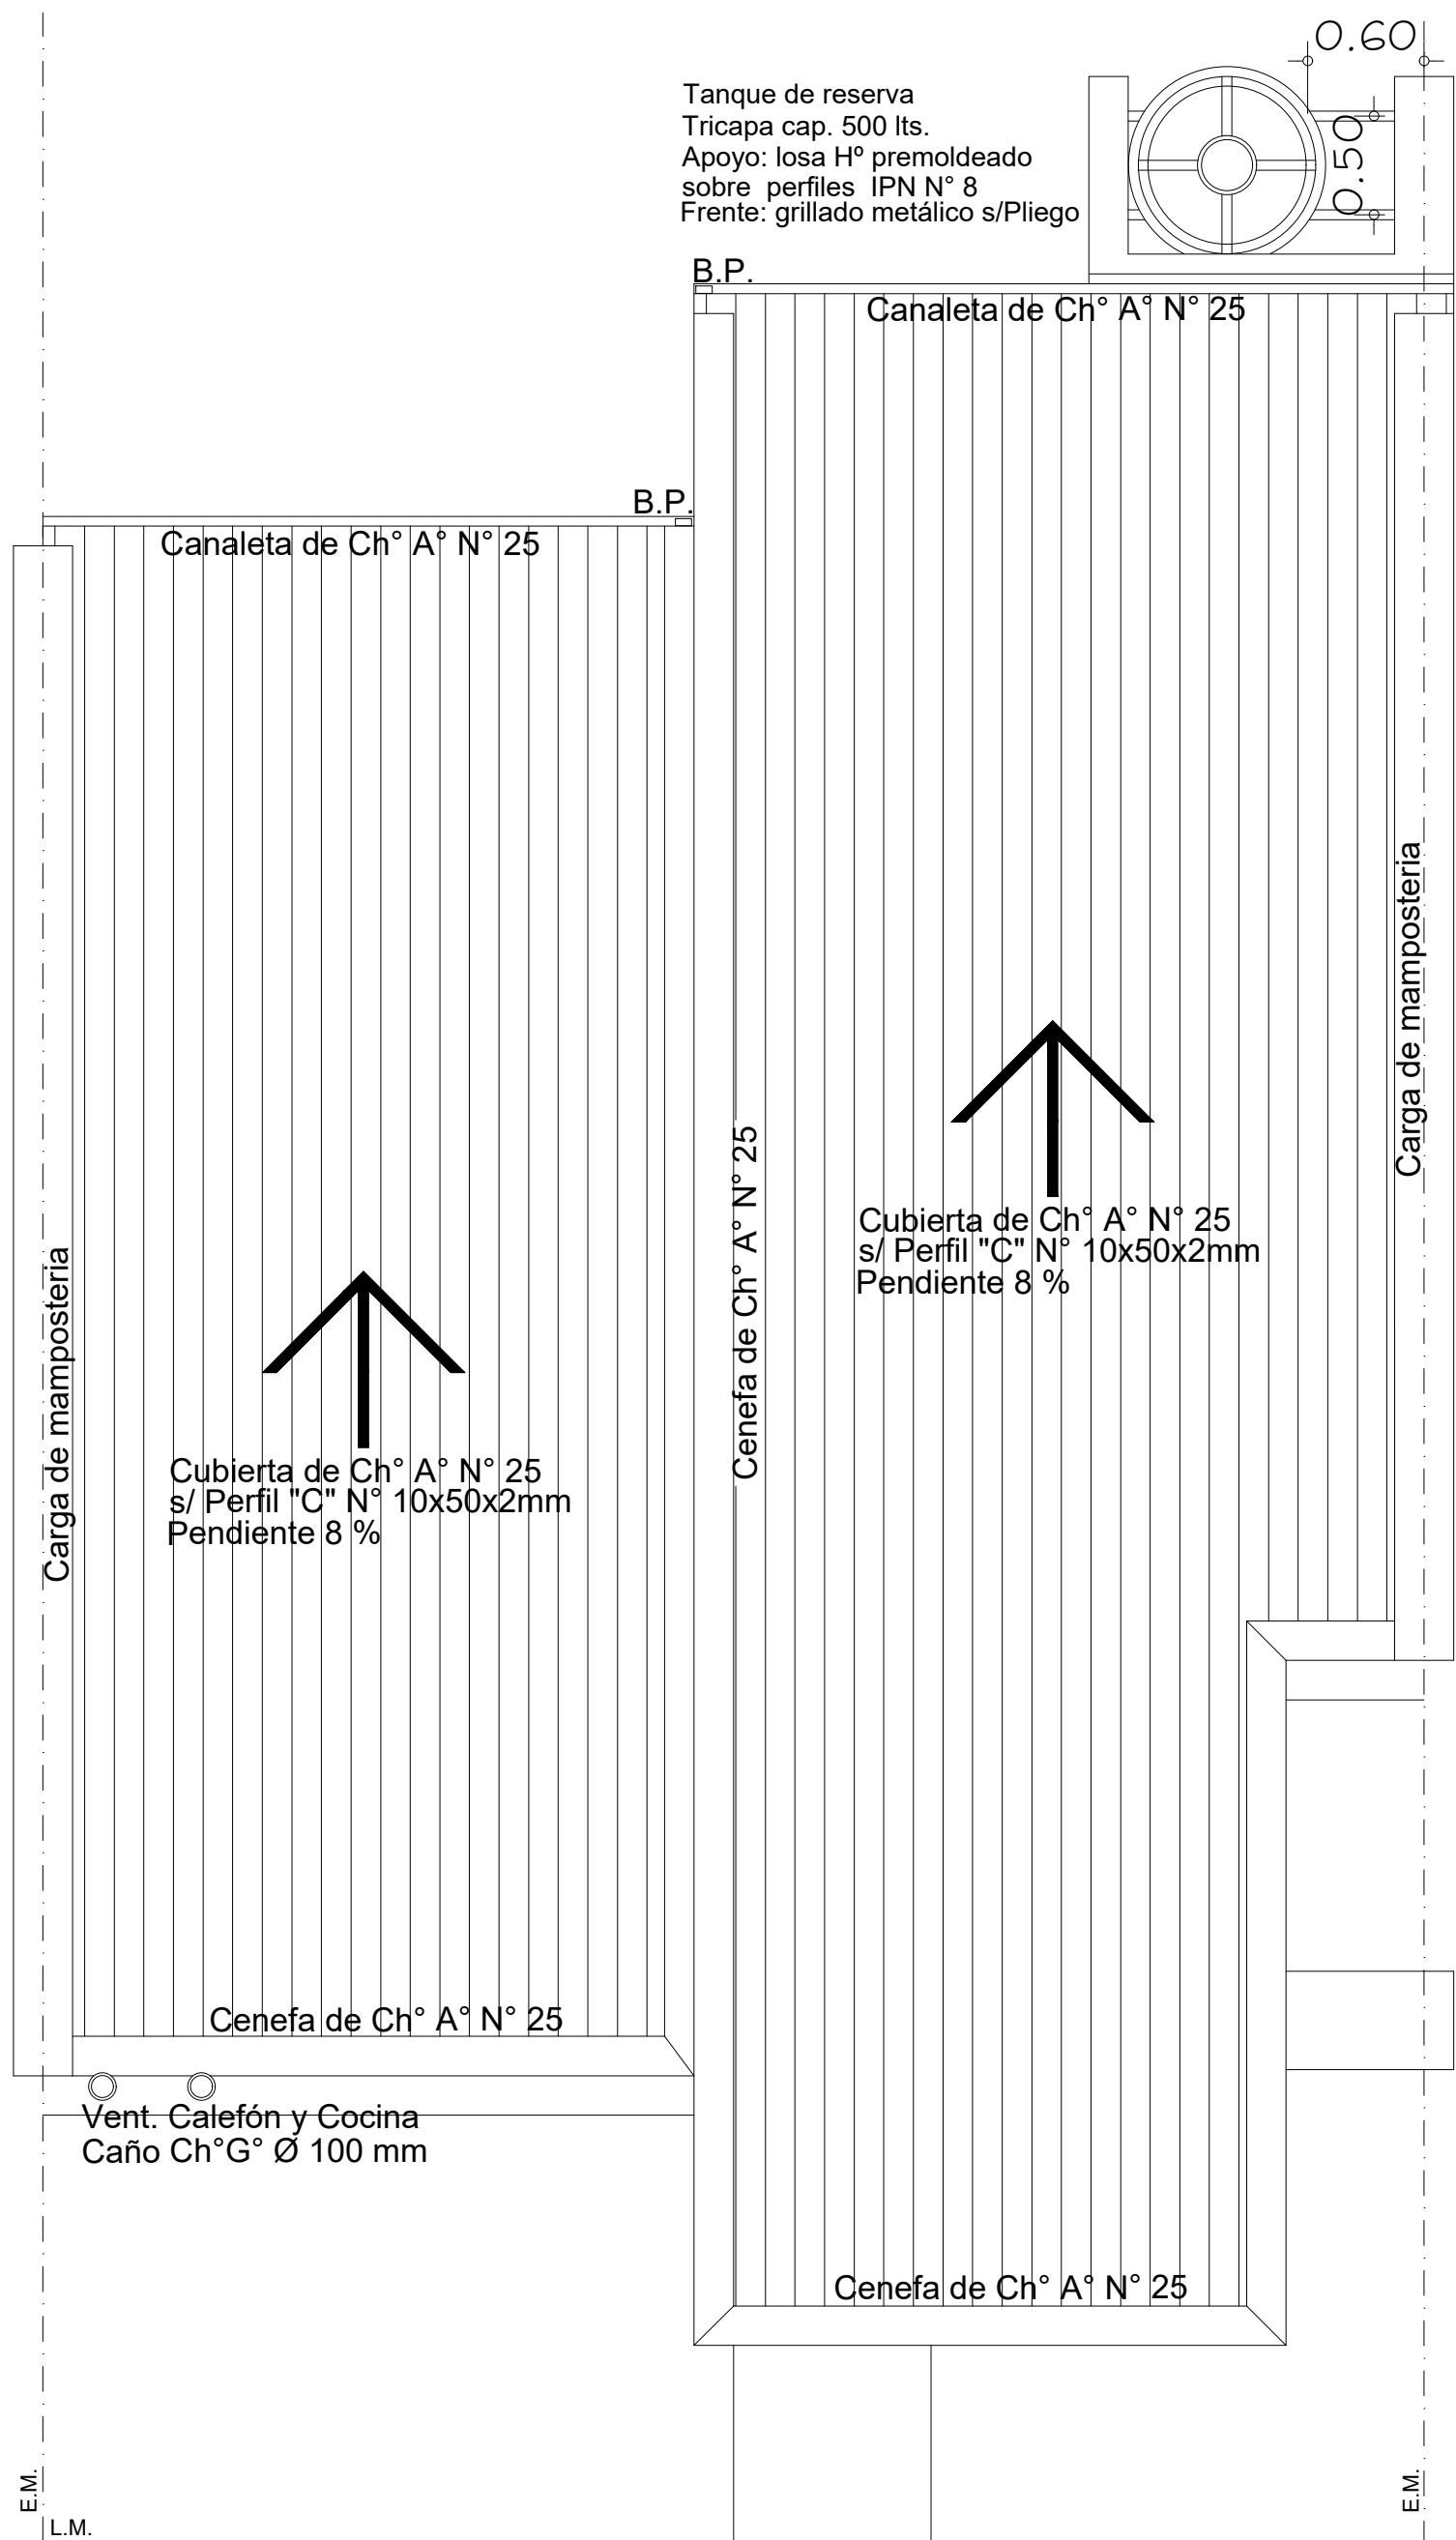 0.60
Tanque de reserva
Tricapa cap. 500 lts.
Apoyo: losa Hº premoldeado
sobre perfiles IPN N° 8
Frente: grillado metálico s/Pliego
0.50
B.P.
Canaleta de Ch° A° N° 25
B.P.
Canaleta de Ch° A° N° 25
Carga de mamposteria
Cenefa de Ch° A° N° 25
Cubierta de Ch° A° N° 25
s/ Perfil "C" N° 10x50x2mm
Pendiente 8 %
Carga de mamposteria
Cubierta de Ch° A° N° 25
s/ Perfil "C" N° 10x50x2mm
Pendiente 8 %
Cenefa de Ch° A° N° 25
Vent. Calefón y Cocina
Caño Ch°G° Ø 100 mm
Cenefa de Ch° A° N° 25
E.M.
E.M.
L.M.